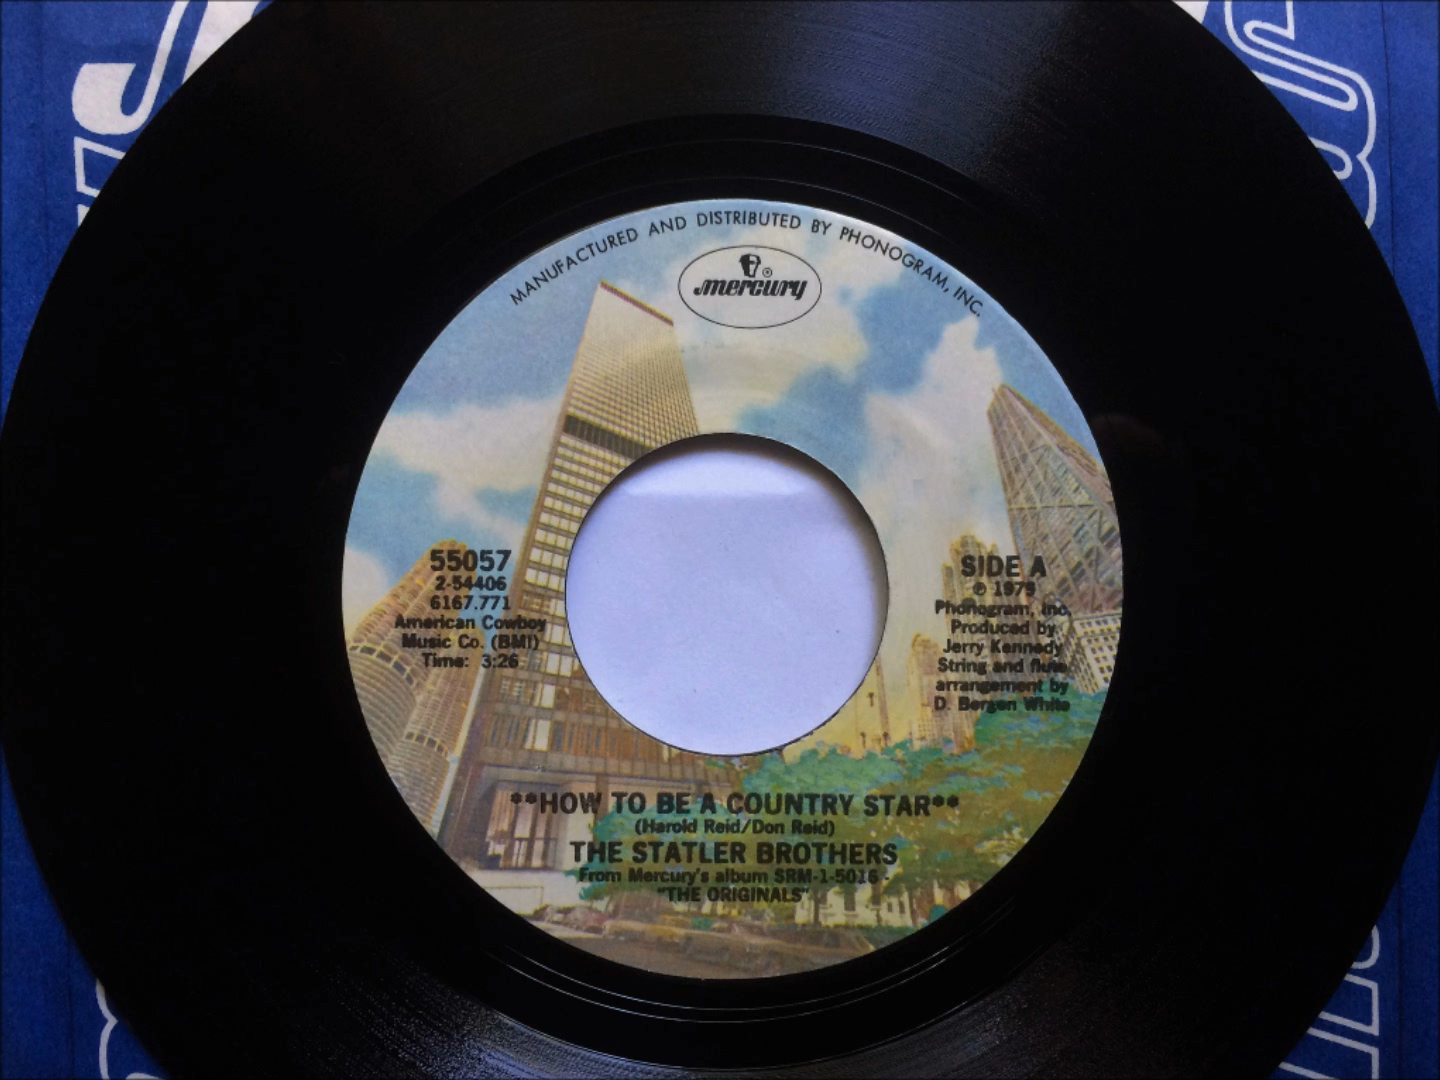 MANUFACTURED AND DISTRIBUTED BY PHONOGRAM, INC.
mercury
®
55057
2-54406
6167.771
American Cowboy
Music Co. (BMI)
Time: 3:26
SIDE A
℗ 1979
Phonogram, Inc.
Produced by
Jerry Kennedy
String and flute
arrangement by
D. Bergen White
**HOW TO BE A COUNTRY STAR**
(Harold Reid/Don Reid)
THE STATLER BROTHERS
From Mercury's album SRM-1-5016 -
"THE ORIGINALS"